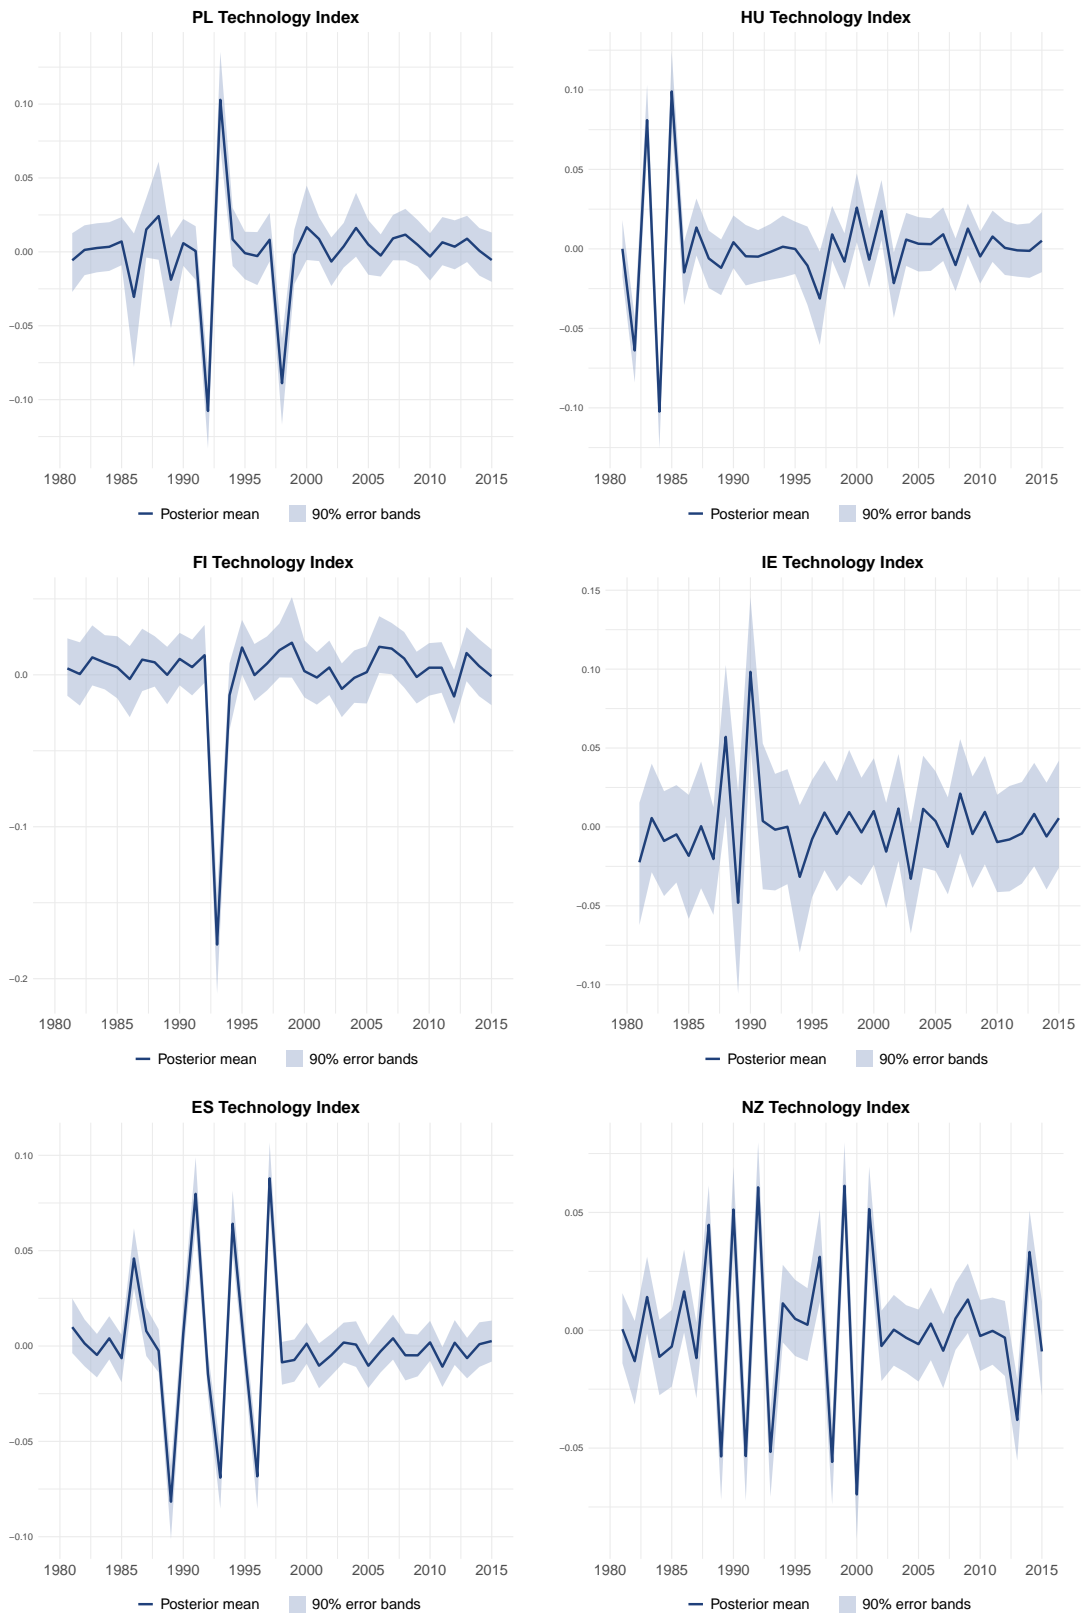 PL Technology Index
0.10
0.05
0.00
−0.05
−0.10
1980 1985 1990 1995 2000 2005 2010 2015
Posterior mean 90% error bands
HU Technology Index
0.10
0.05
0.00
−0.05
−0.10
1980 1985 1990 1995 2000 2005 2010 2015
Posterior mean 90% error bands
FI Technology Index
0.0
−0.1
−0.2
1980 1985 1990 1995 2000 2005 2010 2015
Posterior mean 90% error bands
IE Technology Index
0.15
0.10
0.05
0.00
−0.05
−0.10
1980 1985 1990 1995 2000 2005 2010 2015
Posterior mean 90% error bands
ES Technology Index
0.10
0.05
0.00
−0.05
−0.10
1980 1985 1990 1995 2000 2005 2010 2015
Posterior mean 90% error bands
NZ Technology Index
0.05
0.00
−0.05
1980 1985 1990 1995 2000 2005 2010 2015
Posterior mean 90% error bands